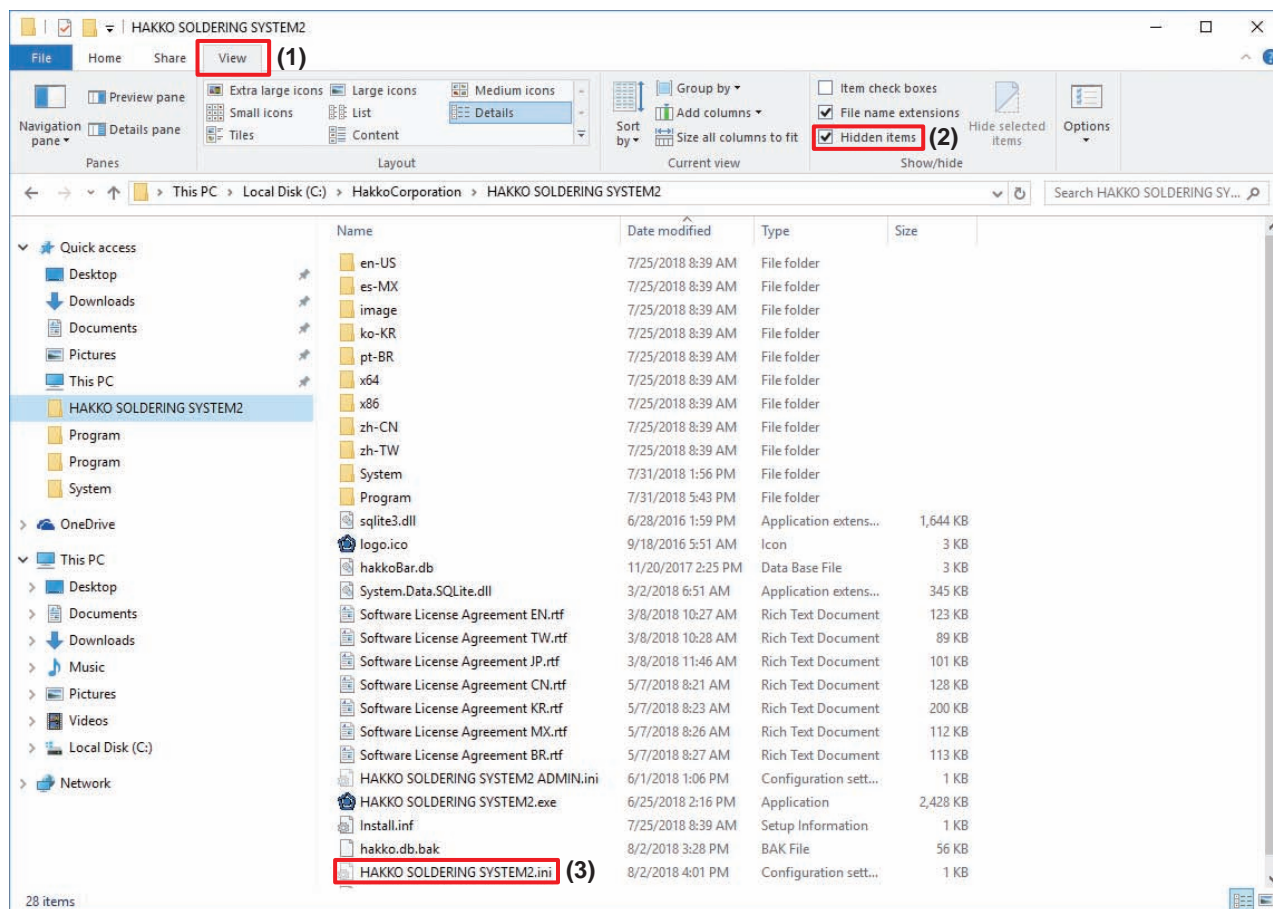 HAKKO SOLDERING SYSTEM2
File Home Share View (1)
Navigation pane
Preview pane
Details pane
Panes
Extra large icons Large icons Medium icons
Small icons List Details
Tiles Content
Layout
Sort by
Group by
Add columns
Size all columns to fit
Current view
Item check boxes
File name extensions
Hidden items (2)
Hide selected items
Show/hide
Options
This PC > Local Disk (C:) > HakkoCorporation > HAKKO SOLDERING SYSTEM2
Search HAKKO SOLDERING SY...
Quick access
Desktop
Downloads
Documents
Pictures
This PC
HAKKO SOLDERING SYSTEM2
Program
Program
System
OneDrive
This PC
Desktop
Documents
Downloads
Music
Pictures
Videos
Local Disk (C:)
Network
Name Date modified Type Size
en-US 7/25/2018 8:39 AM File folder
es-MX 7/25/2018 8:39 AM File folder
image 7/25/2018 8:39 AM File folder
ko-KR 7/25/2018 8:39 AM File folder
pt-BR 7/25/2018 8:39 AM File folder
x64 7/25/2018 8:39 AM File folder
x86 7/25/2018 8:39 AM File folder
zh-CN 7/25/2018 8:39 AM File folder
zh-TW 7/25/2018 8:39 AM File folder
System 7/31/2018 1:56 PM File folder
Program 7/31/2018 5:43 PM File folder
sqlite3.dll 6/28/2016 1:59 PM Application extens... 1,644 KB
logo.ico 9/18/2016 5:51 AM Icon 3 KB
hakkoBar.db 11/20/2017 2:25 PM Data Base File 3 KB
System.Data.SQLite.dll 3/2/2018 6:51 AM Application extens... 345 KB
Software License Agreement EN.rtf 3/8/2018 10:27 AM Rich Text Document 123 KB
Software License Agreement TW.rtf 3/8/2018 10:28 AM Rich Text Document 89 KB
Software License Agreement JP.rtf 3/8/2018 11:46 AM Rich Text Document 101 KB
Software License Agreement CN.rtf 5/7/2018 8:21 AM Rich Text Document 128 KB
Software License Agreement KR.rtf 5/7/2018 8:23 AM Rich Text Document 200 KB
Software License Agreement MX.rtf 5/7/2018 8:26 AM Rich Text Document 112 KB
Software License Agreement BR.rtf 5/7/2018 8:27 AM Rich Text Document 113 KB
HAKKO SOLDERING SYSTEM2 ADMIN.ini 6/1/2018 1:06 PM Configuration sett... 1 KB
HAKKO SOLDERING SYSTEM2.exe 6/25/2018 2:16 PM Application 2,428 KB
Install.inf 7/25/2018 8:39 AM Setup Information 1 KB
hakko.db.bak 8/2/2018 3:28 PM BAK File 56 KB
HAKKO SOLDERING SYSTEM2.ini (3) 8/2/2018 4:01 PM Configuration sett... 1 KB
28 items